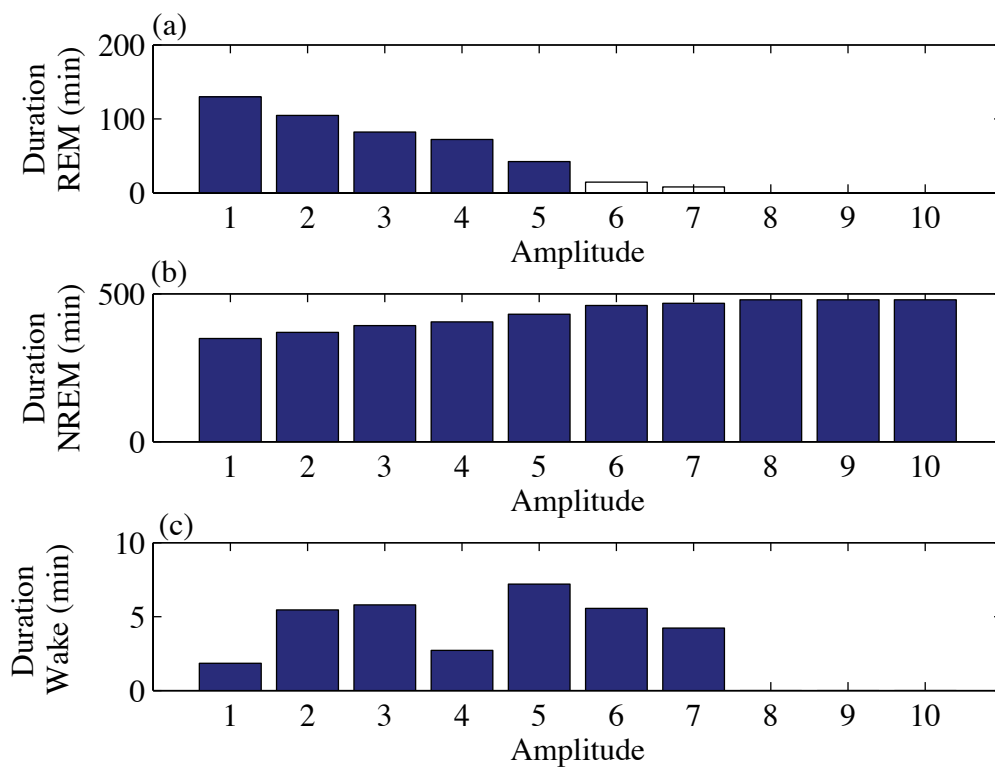 (a)
Duration
REM (min)
200
100
0
1 2 3 4 5 6 7 8 9 10
Amplitude
(b)
Duration
NREM (min)
500
0
1 2 3 4 5 6 7 8 9 10
Amplitude
(c)
Duration
Wake (min)
10
5
0
1 2 3 4 5 6 7 8 9 10
Amplitude